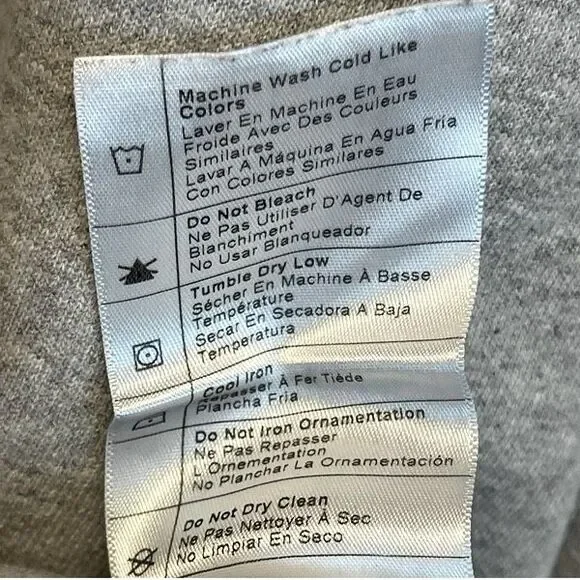 Machine Wash Cold Like
Colors
Laver En Machine En Eau
Froide Avec Des Couleurs
Similaires
Lavar A Máquina En Agua Fría
Con Colores Similares
Do Not Bleach
Ne Pas Utiliser D'Agent De
Blanchiment
No Usar Blanqueador
Tumble Dry Low
Sécher En Machine À Basse
Température
Secar En Secadora A Baja
Temperatura
Cool Iron
Repasser À Fer Tiède
Plancha Fria
Do Not Iron Ornamentation
Ne Pas Repasser
L'Ornementation
No Planchar La Ornamentación
Do Not Dry Clean
Ne Pas Nettoyer À Sec
No Limpiar En Seco